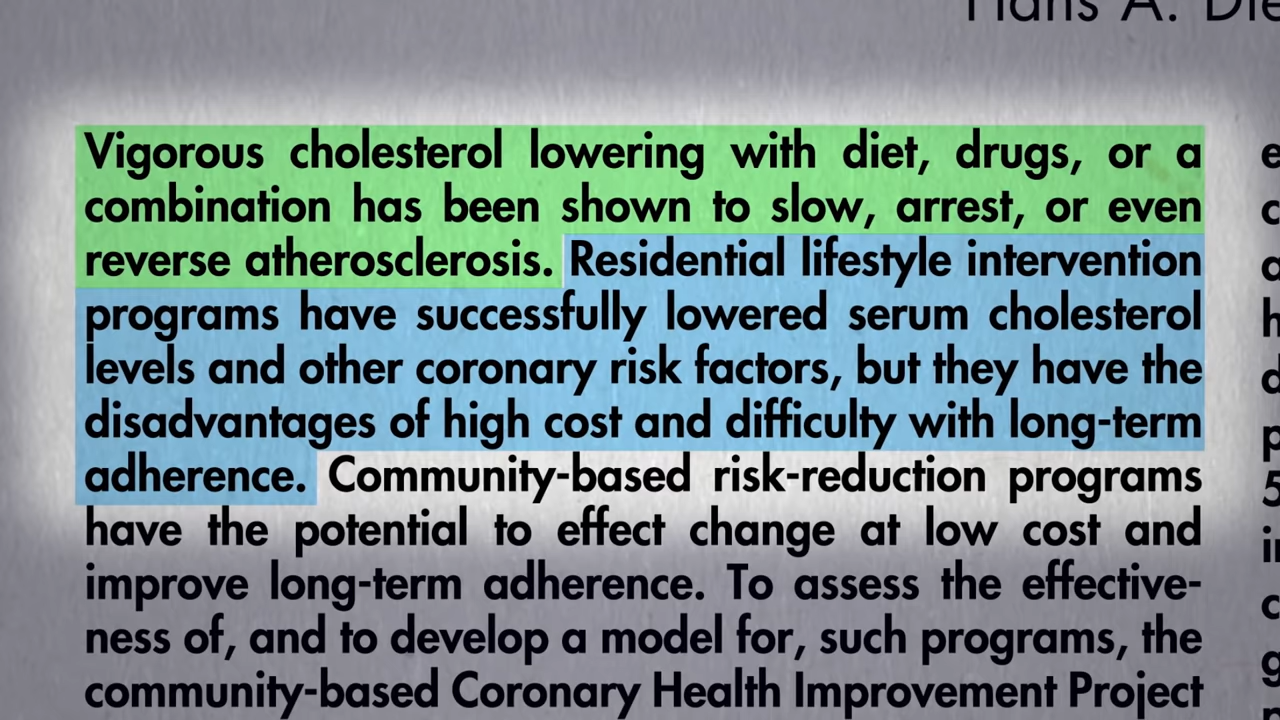 Hans A. Die
Vigorous cholesterol lowering with diet, drugs, or a
combination has been shown to slow, arrest, or even
reverse atherosclerosis. Residential lifestyle intervention
programs have successfully lowered serum cholesterol
levels and other coronary risk factors, but they have the
disadvantages of high cost and difficulty with long-term
adherence. Community-based risk-reduction programs
have the potential to effect change at low cost and
improve long-term adherence. To assess the effective-
ness of, and to develop a model for, such programs, the
community-based Coronary Health Improvement Project